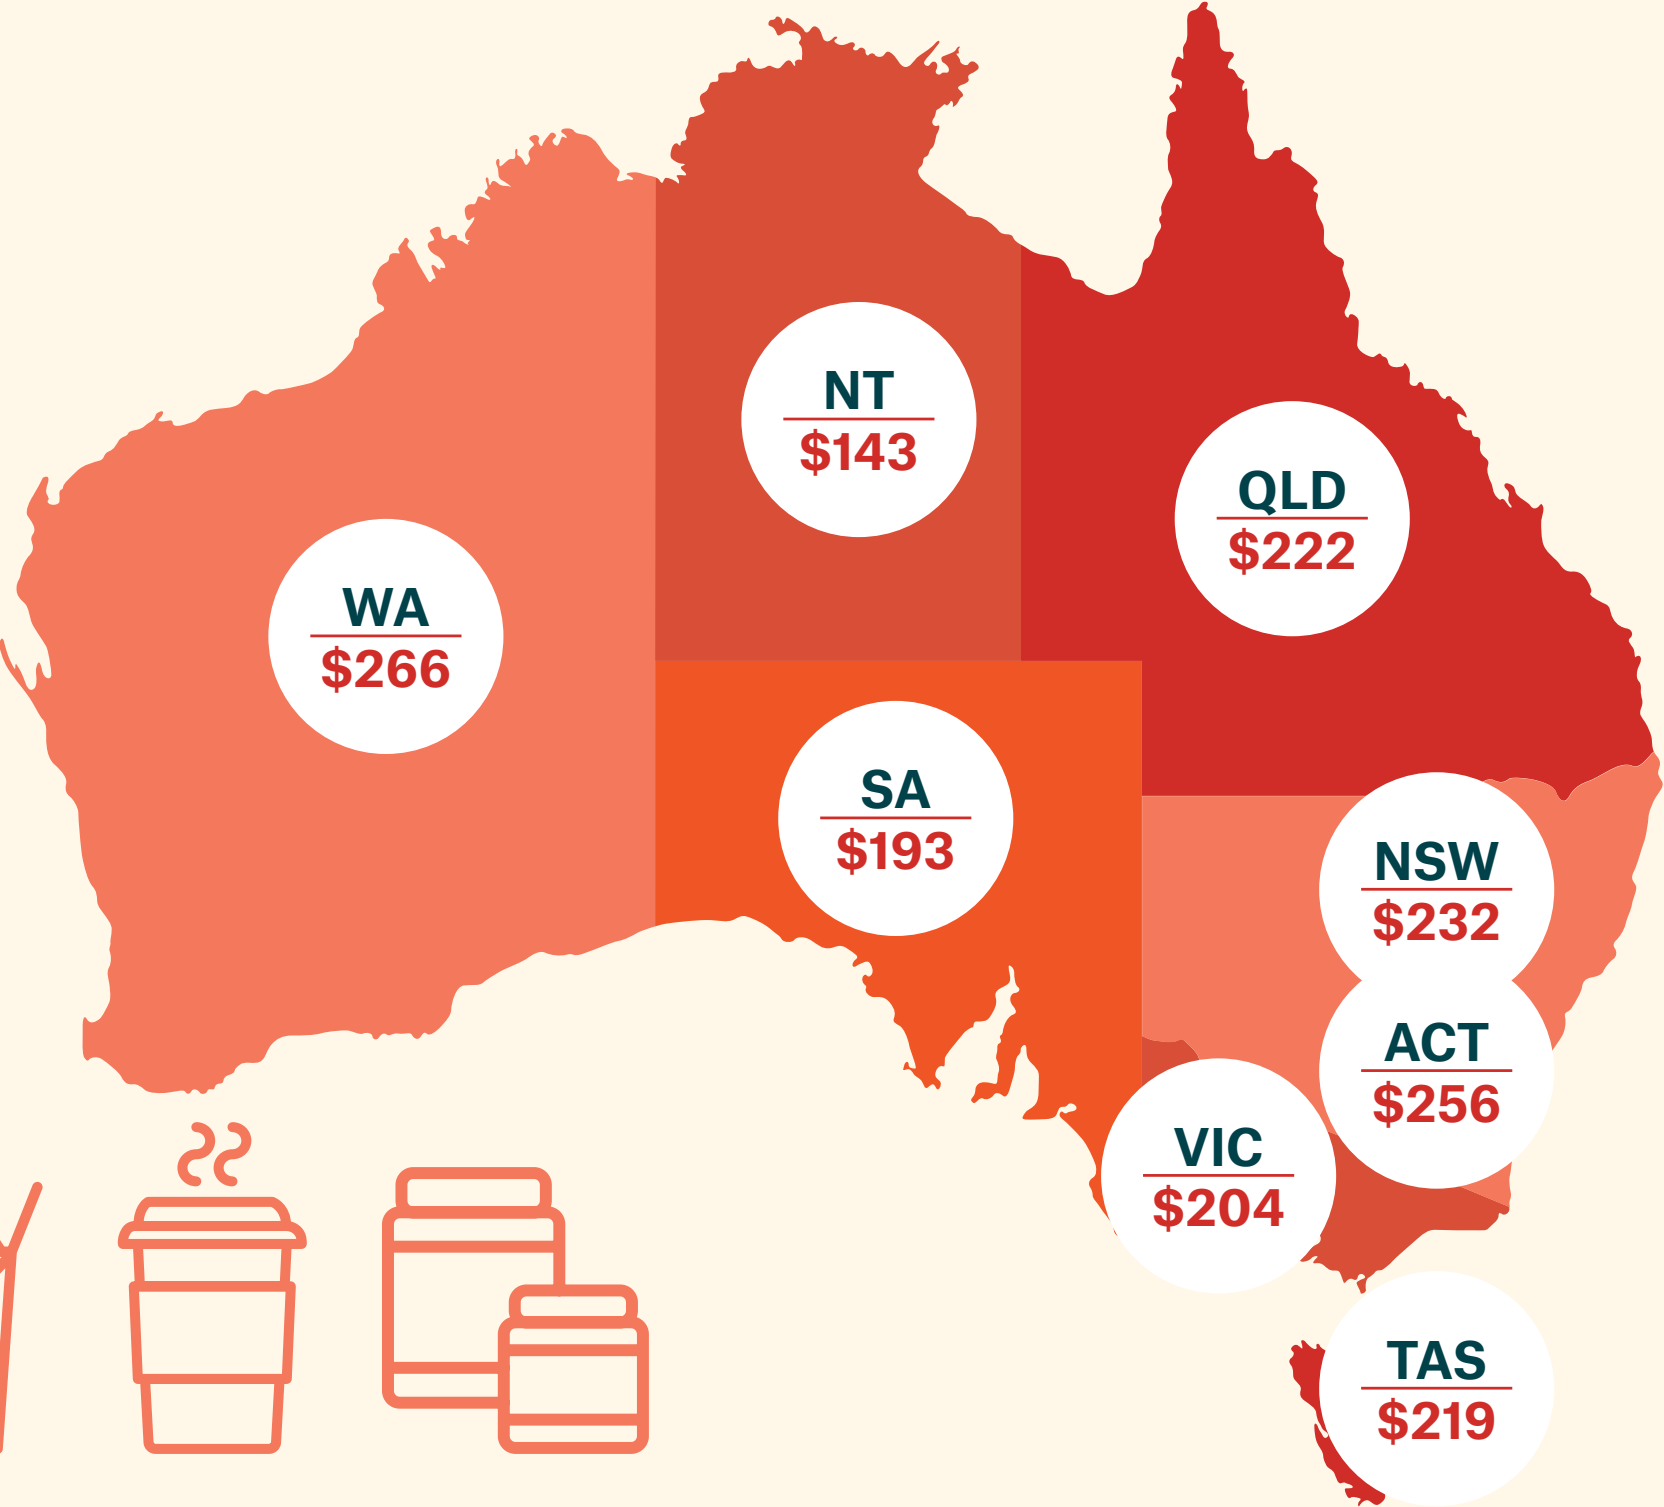 NT
$143
QLD
$222
WA
$266
SA
$193
NSW
$232
ACT
$256
VIC
$204
TAS
$219